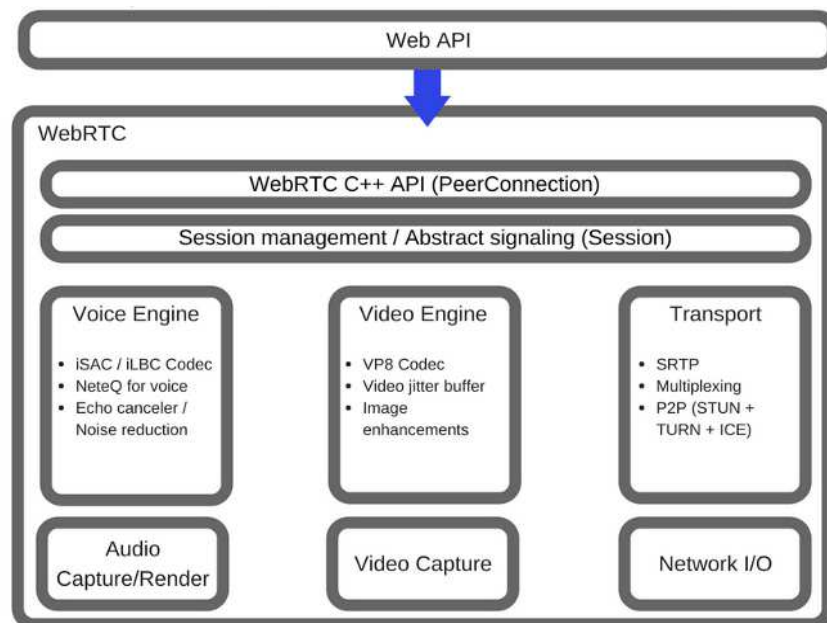 Web API
WebRTC
WebRTC C++ API (PeerConnection)
Session management / Abstract signaling (Session)
Voice Engine
• iSAC / iLBC Codec
• NeteQ for voice
• Echo canceler /
Noise reduction
Video Engine
• VP8 Codec
• Video jitter buffer
• Image
enhancements
Transport
• SRTP
• Multiplexing
• P2P (STUN +
TURN + ICE)
Audio
Capture/Render
Video Capture
Network I/O